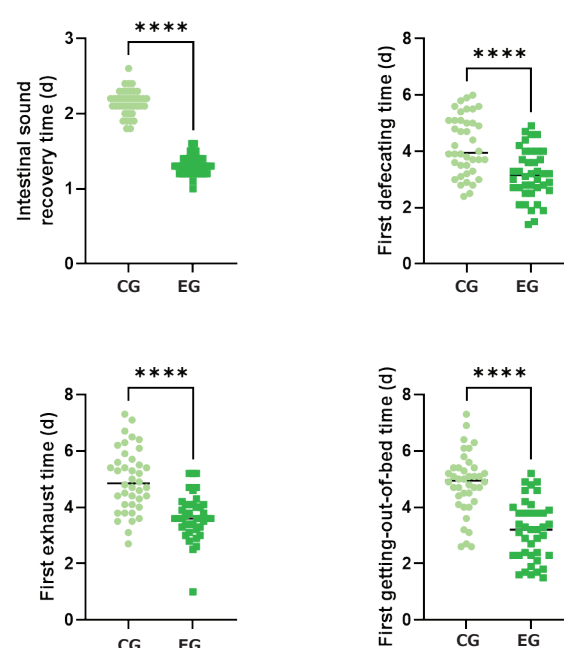 ****
Intestinal sound
recovery time (d)
3
2
1
0
CG
EG
****
First defecating time (d)
8
6
4
2
0
CG
EG
****
First exhaust time (d)
8
6
4
2
0
CG
EG
****
First getting-out-of-bed time (d)
8
6
4
2
0
CG
EG